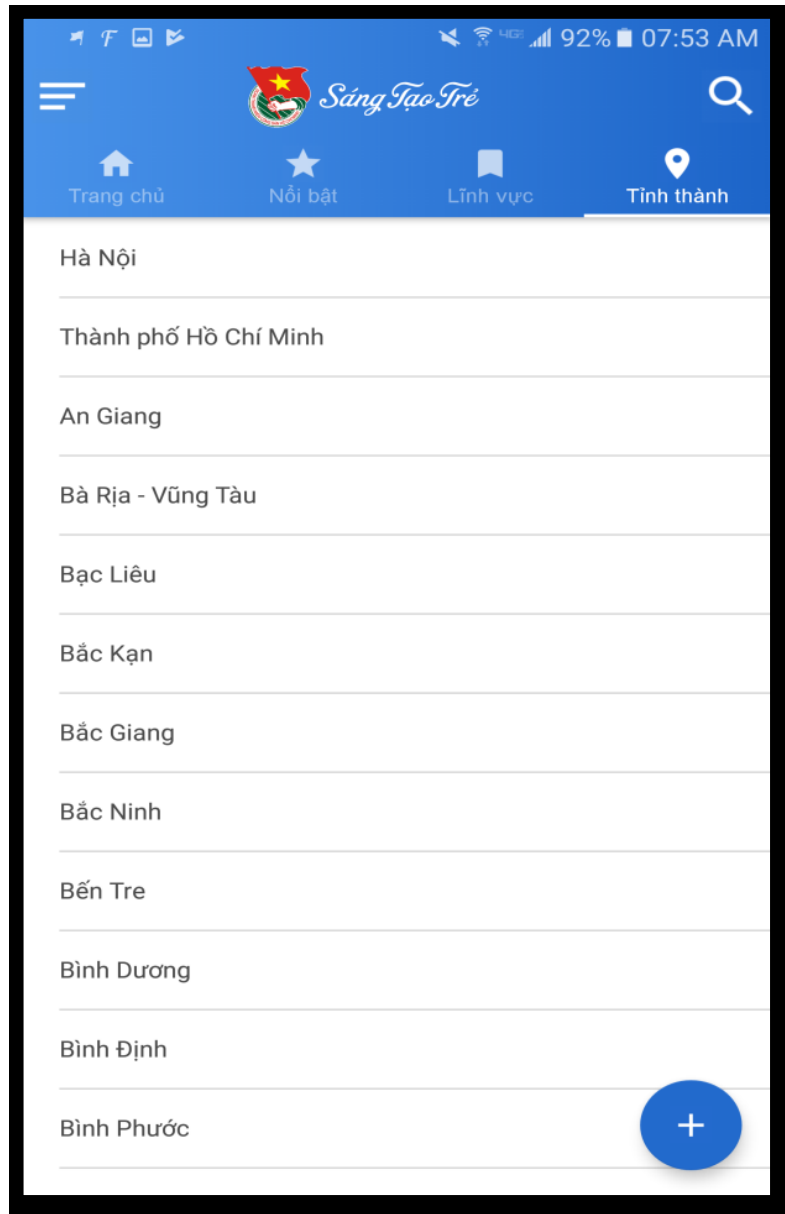 92% 07:53 AM
Sáng Tạo Trẻ
Trang chủ Nổi bật Lĩnh vực Tỉnh thành
Hà Nội
Thành phố Hồ Chí Minh
An Giang
Bà Rịa - Vũng Tàu
Bạc Liêu
Bắc Kạn
Bắc Giang
Bắc Ninh
Bến Tre
Bình Dương
Bình Định
Bình Phước